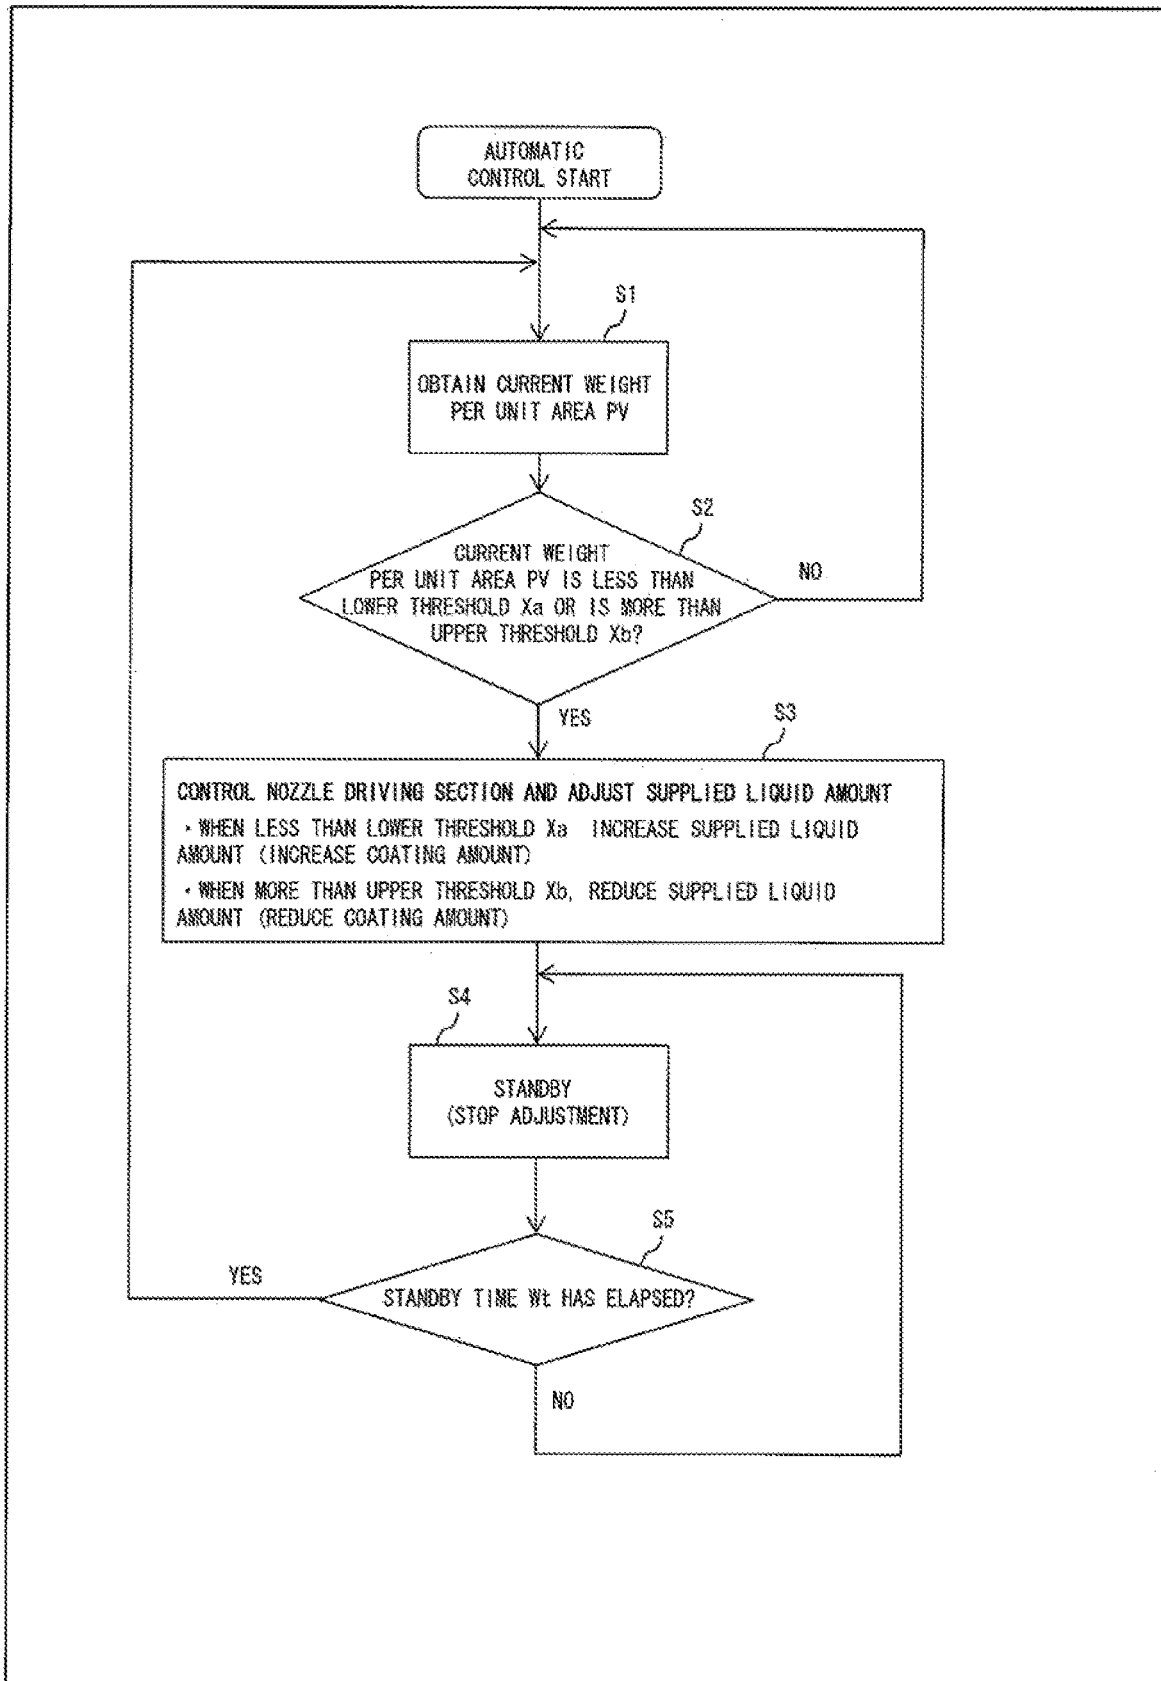 AUTOMATIC
CONTROL START
S1
OBTAIN CURRENT WEIGHT
PER UNIT AREA PV
S2
CURRENT WEIGHT
PER UNIT AREA PV IS LESS THAN
LOWER THRESHOLD Xa OR IS MORE THAN
UPPER THRESHOLD Xb?
NO
YES
S3
CONTROL NOZZLE DRIVING SECTION AND ADJUST SUPPLIED LIQUID AMOUNT
・WHEN LESS THAN LOWER THRESHOLD Xa INCREASE SUPPLIED LIQUID
AMOUNT (INCREASE COATING AMOUNT)
・WHEN MORE THAN UPPER THRESHOLD Xb, REDUCE SUPPLIED LIQUID
AMOUNT (REDUCE COATING AMOUNT)
S4
STANDBY
(STOP ADJUSTMENT)
S5
YES
STANDBY TIME Wt HAS ELAPSED?
NO